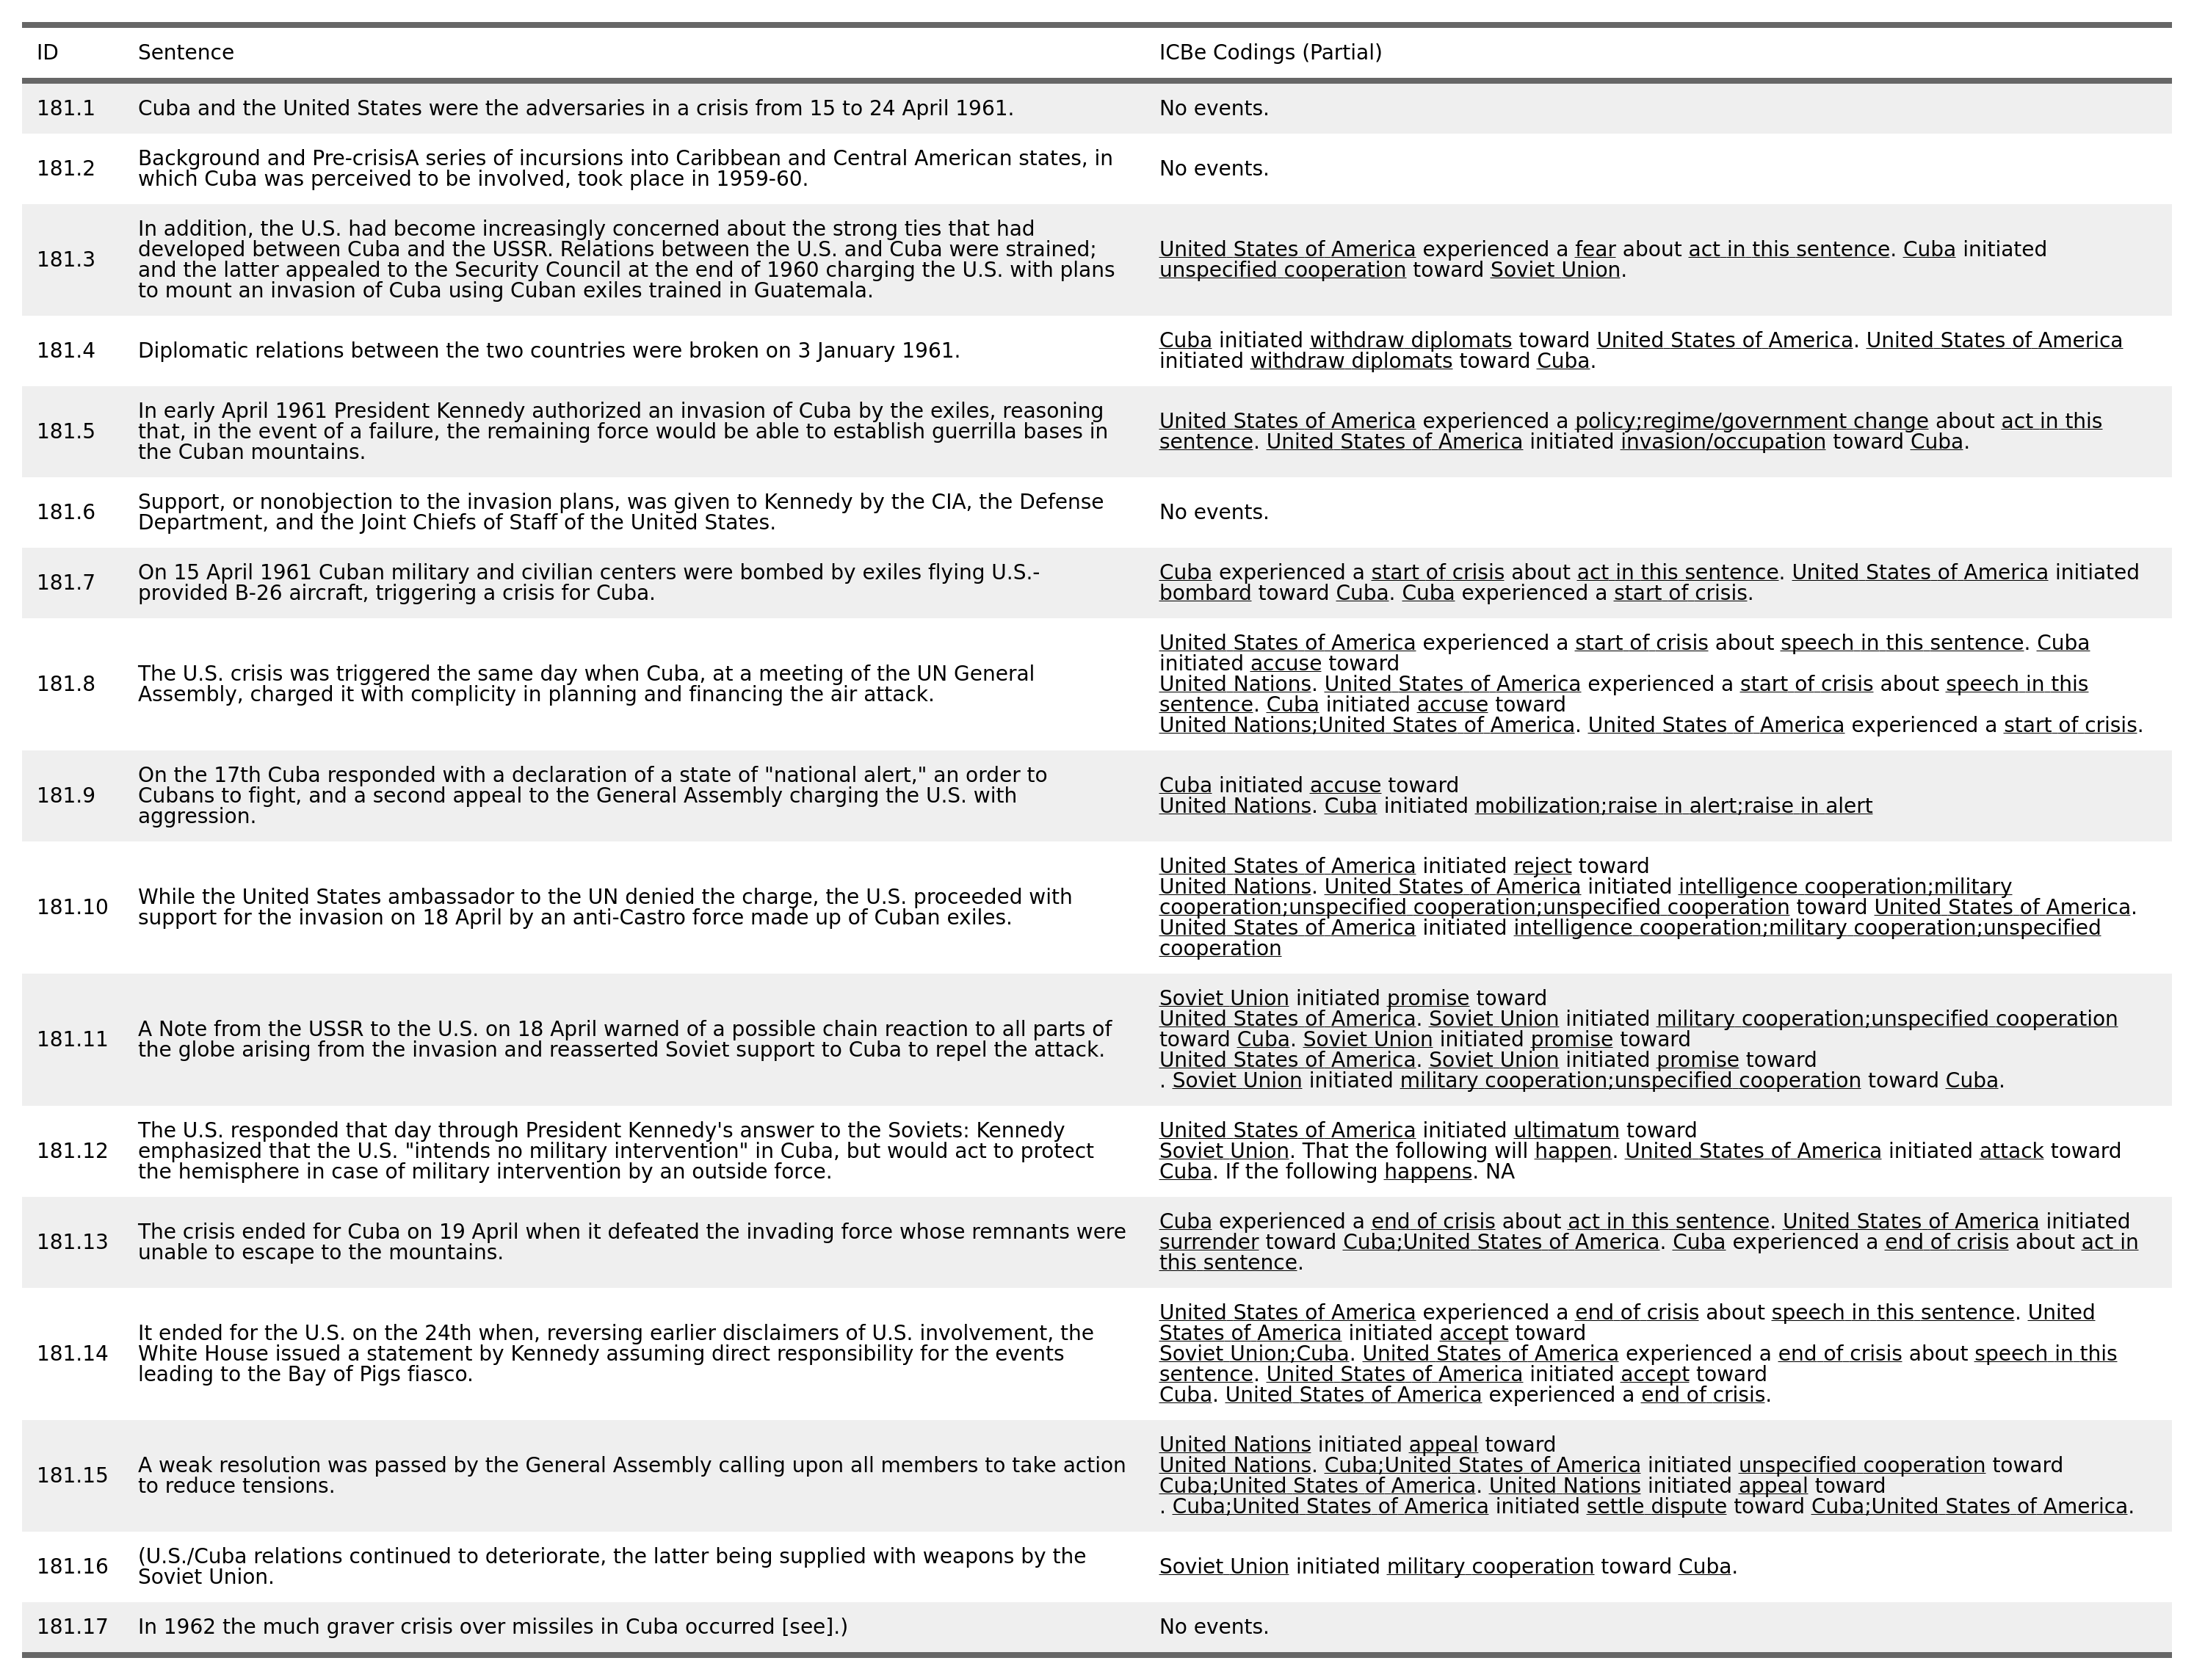 ID Sentence ICBe Codings (Partial)
181.1 Cuba and the United States were the adversaries in a crisis from 15 to 24 April 1961. No events.
181.2
Background and Pre-crisisA series of incursions into Caribbean and Central American states, in
which Cuba was perceived to be involved, took place in 1959-60.
No events.
181.3
In addition, the U.S. had become increasingly concerned about the strong ties that had
developed between Cuba and the USSR. Relations between the U.S. and Cuba were strained;
and the latter appealed to the Security Council at the end of 1960 charging the U.S. with plans
to mount an invasion of Cuba using Cuban exiles trained in Guatemala.
United States of America experienced a fear about act in this sentence. Cuba initiated
unspecified cooperation toward Soviet Union.
181.4
Diplomatic relations between the two countries were broken on 3 January 1961.
Cuba initiated withdraw diplomats toward United States of America. United States of America
initiated withdraw diplomats toward Cuba.
181.5
In early April 1961 President Kennedy authorized an invasion of Cuba by the exiles, reasoning
that, in the event of a failure, the remaining force would be able to establish guerrilla bases in
the Cuban mountains.
United States of America experienced a policy;regime/government change about act in this
sentence. United States of America initiated invasion/occupation toward Cuba.
181.6
Support, or nonobjection to the invasion plans, was given to Kennedy by the CIA, the Defense
Department, and the Joint Chiefs of Staff of the United States.
No events.
181.7
On 15 April 1961 Cuban military and civilian centers were bombed by exiles flying U.S.-
provided B-26 aircraft, triggering a crisis for Cuba.
Cuba experienced a start of crisis about act in this sentence. United States of America initiated
bombard toward Cuba. Cuba experienced a start of crisis.
181.8
The U.S. crisis was triggered the same day when Cuba, at a meeting of the UN General
Assembly, charged it with complicity in planning and financing the air attack.
United States of America experienced a start of crisis about speech in this sentence. Cuba
initiated accuse toward
United Nations. United States of America experienced a start of crisis about speech in this
sentence. Cuba initiated accuse toward
United Nations;United States of America. United States of America experienced a start of crisis.
181.9
On the 17th Cuba responded with a declaration of a state of "national alert," an order to
Cubans to fight, and a second appeal to the General Assembly charging the U.S. with
aggression.
Cuba initiated accuse toward
United Nations. Cuba initiated mobilization;raise in alert;raise in alert
181.10
While the United States ambassador to the UN denied the charge, the U.S. proceeded with
support for the invasion on 18 April by an anti-Castro force made up of Cuban exiles.
United States of America initiated reject toward
United Nations. United States of America initiated intelligence cooperation;military
cooperation;unspecified cooperation;unspecified cooperation toward United States of America.
United States of America initiated intelligence cooperation;military cooperation;unspecified
cooperation
181.11
A Note from the USSR to the U.S. on 18 April warned of a possible chain reaction to all parts of
the globe arising from the invasion and reasserted Soviet support to Cuba to repel the attack.
Soviet Union initiated promise toward
United States of America. Soviet Union initiated military cooperation;unspecified cooperation
toward Cuba. Soviet Union initiated promise toward
United States of America. Soviet Union initiated promise toward
. Soviet Union initiated military cooperation;unspecified cooperation toward Cuba.
181.12
The U.S. responded that day through President Kennedy's answer to the Soviets: Kennedy
emphasized that the U.S. "intends no military intervention" in Cuba, but would act to protect
the hemisphere in case of military intervention by an outside force.
United States of America initiated ultimatum toward
Soviet Union. That the following will happen. United States of America initiated attack toward
Cuba. If the following happens. NA
181.13
The crisis ended for Cuba on 19 April when it defeated the invading force whose remnants were
unable to escape to the mountains.
Cuba experienced a end of crisis about act in this sentence. United States of America initiated
surrender toward Cuba;United States of America. Cuba experienced a end of crisis about act in
this sentence.
181.14
It ended for the U.S. on the 24th when, reversing earlier disclaimers of U.S. involvement, the
White House issued a statement by Kennedy assuming direct responsibility for the events
leading to the Bay of Pigs fiasco.
United States of America experienced a end of crisis about speech in this sentence. United
States of America initiated accept toward
Soviet Union;Cuba. United States of America experienced a end of crisis about speech in this
sentence. United States of America initiated accept toward
Cuba. United States of America experienced a end of crisis.
181.15
A weak resolution was passed by the General Assembly calling upon all members to take action
to reduce tensions.
United Nations initiated appeal toward
United Nations. Cuba;United States of America initiated unspecified cooperation toward
Cuba;United States of America. United Nations initiated appeal toward
. Cuba;United States of America initiated settle dispute toward Cuba;United States of America.
181.16
(U.S./Cuba relations continued to deteriorate, the latter being supplied with weapons by the
Soviet Union.
Soviet Union initiated military cooperation toward Cuba.
181.17 In 1962 the much graver crisis over missiles in Cuba occurred [see].) No events.